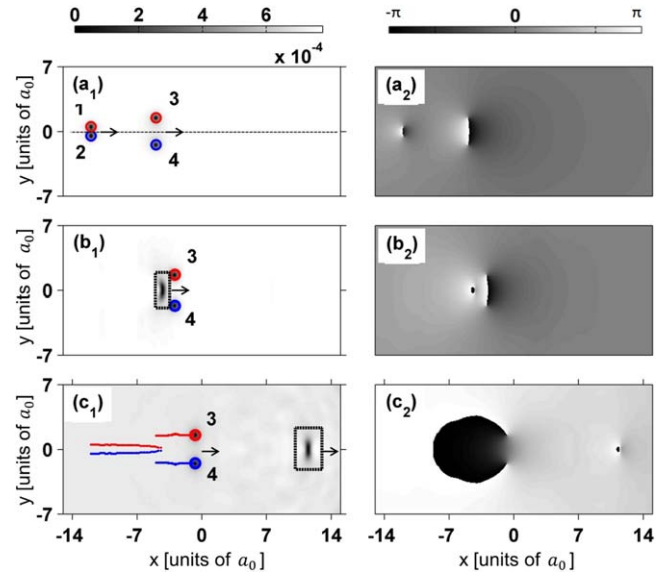 0 2 4 6
x 10⁻⁴
-π 0 π
(a₁)
1
2
3
4
7
0
-7
y [units of a₀]
(a₂)
(b₁)
3
4
7
0
-7
y [units of a₀]
(b₂)
(c₁)
3
4
7
0
-7
y [units of a₀]
-14 -7 0 7 14
x [units of a₀]
(c₂)
-14 -7 0 7 14
x [units of a₀]